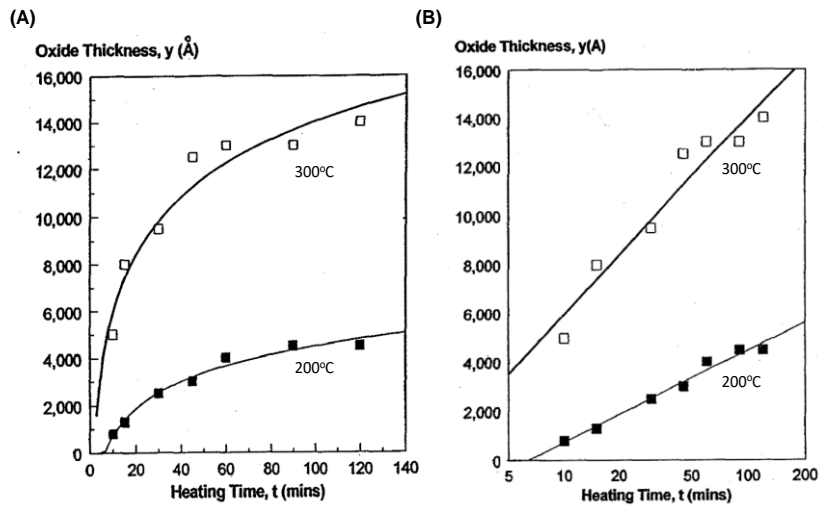 (A)
Oxide Thickness, y (Å)
16,000
14,000
12,000
10,000
8,000
6,000
4,000
2,000
0
300°C
200°C
0 20 40 60 80 100 120 140
Heating Time, t (mins)
(B)
Oxide Thickness, y(A)
16,000
14,000
12,000
10,000
8,000
6,000
4,000
2,000
0
300°C
200°C
5 10 20 50 100 200
Heating Time, t (mins)